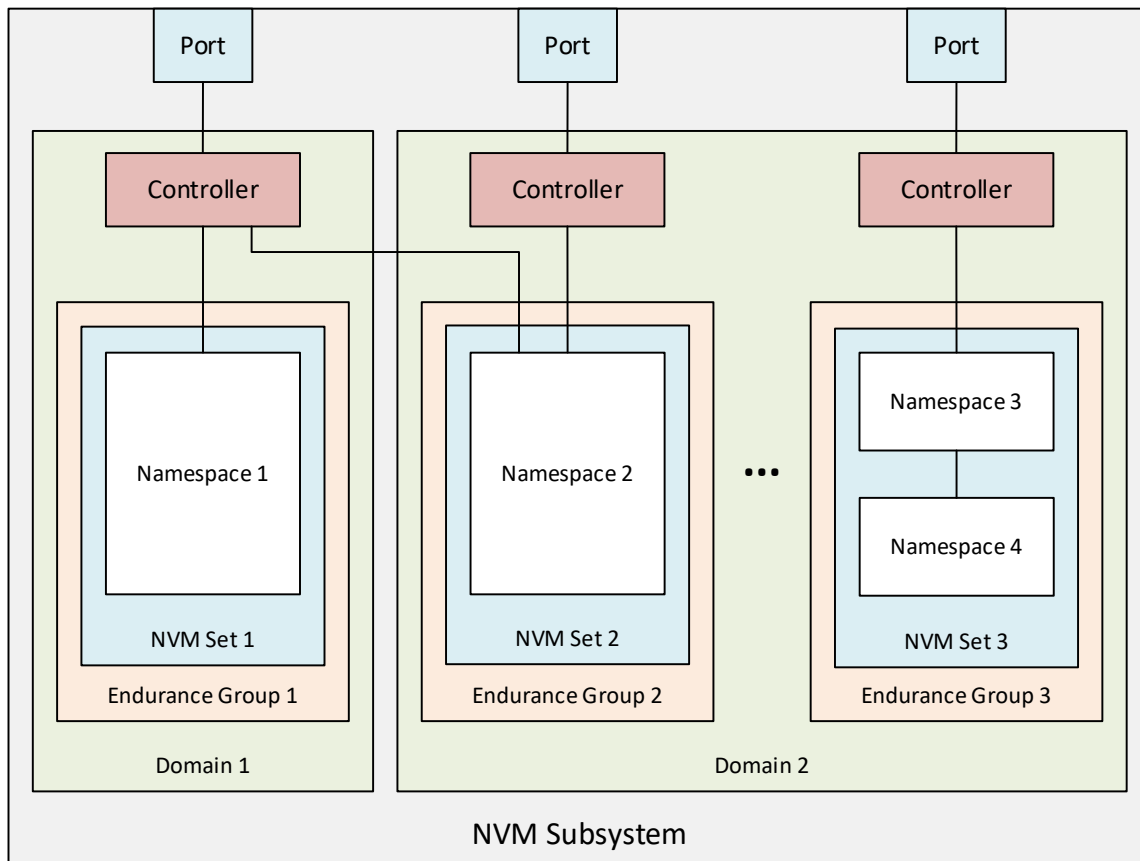 Port
Port
Port
Controller
Controller
Controller
Namespace 1
Namespace 2
Namespace 3
...
Namespace 4
NVM Set 1
NVM Set 2
NVM Set 3
Endurance Group 1
Endurance Group 2
Endurance Group 3
Domain 1
Domain 2
NVM Subsystem